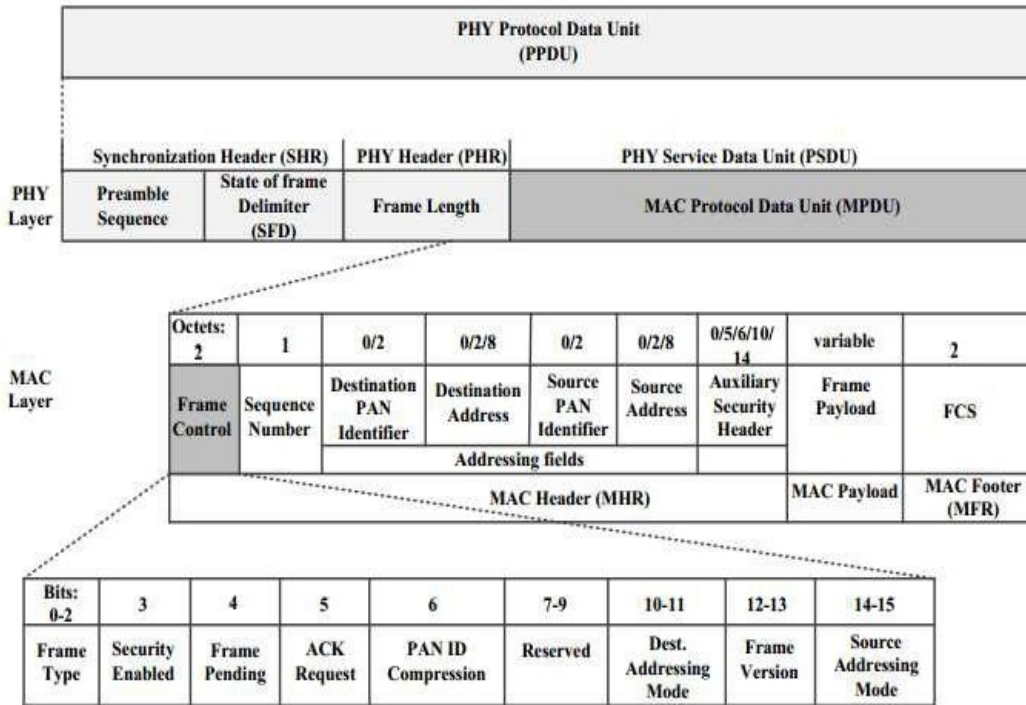 PHY Protocol Data Unit
(PPDU)
Synchronization Header (SHR)
PHY Header (PHR)
PHY Service Data Unit (PSDU)
PHY
Layer
Preamble
Sequence
State of frame
Delimiter
(SFD)
Frame Length
MAC Protocol Data Unit (MPDU)
MAC
Layer
Octets:
2
1
0/2
0/2/8
0/2
0/2/8
0/5/6/10/
14
variable
2
Frame
Control
Sequence
Number
Destination
PAN
Identifier
Destination
Address
Source
PAN
Identifier
Source
Address
Auxiliary
Security
Header
Frame
Payload
FCS
Addressing fields
MAC Header (MHR)
MAC Payload
MAC Footer
(MFR)
Bits:
0-2
3
4
5
6
7-9
10-11
12-13
14-15
Frame
Type
Security
Enabled
Frame
Pending
ACK
Request
PAN ID
Compression
Reserved
Dest.
Addressing
Mode
Frame
Version
Source
Addressing
Mode